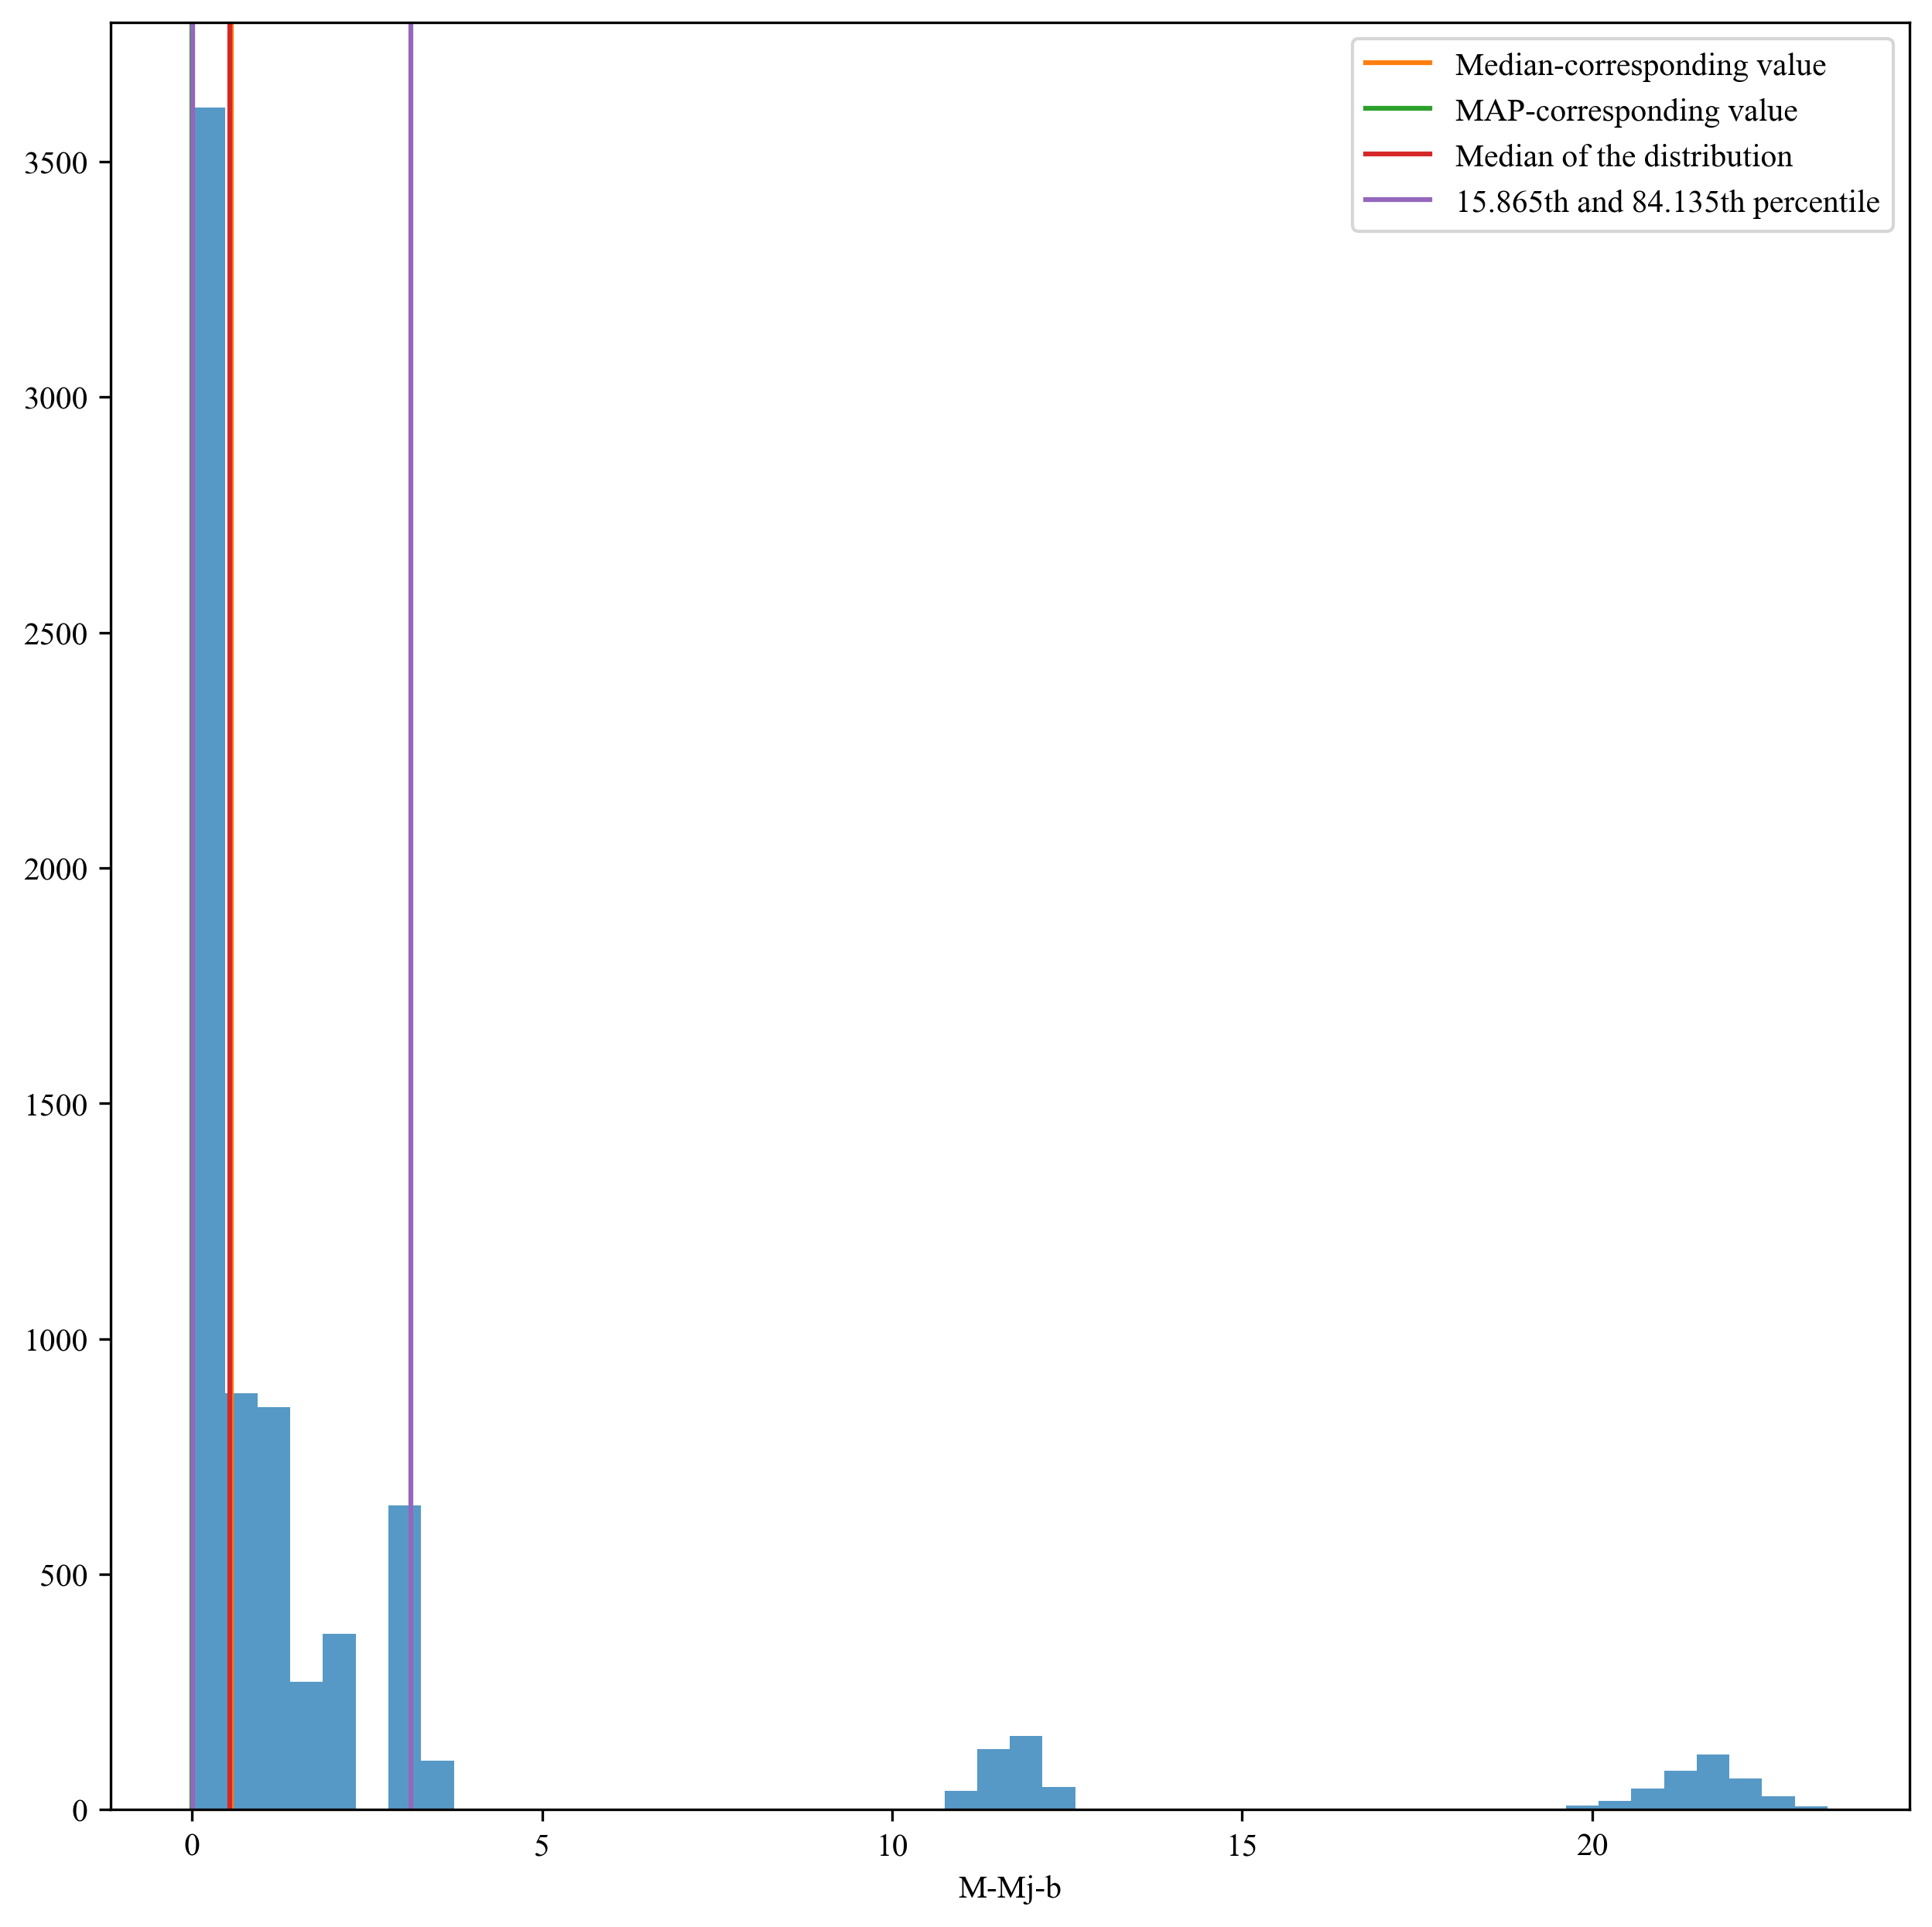 Median-corresponding value
MAP-corresponding value
Median of the distribution
15.865th and 84.135th percentile
3500
3000
2500
2000
1500
1000
500
0
0 5 10 15 20
M-Mj-b